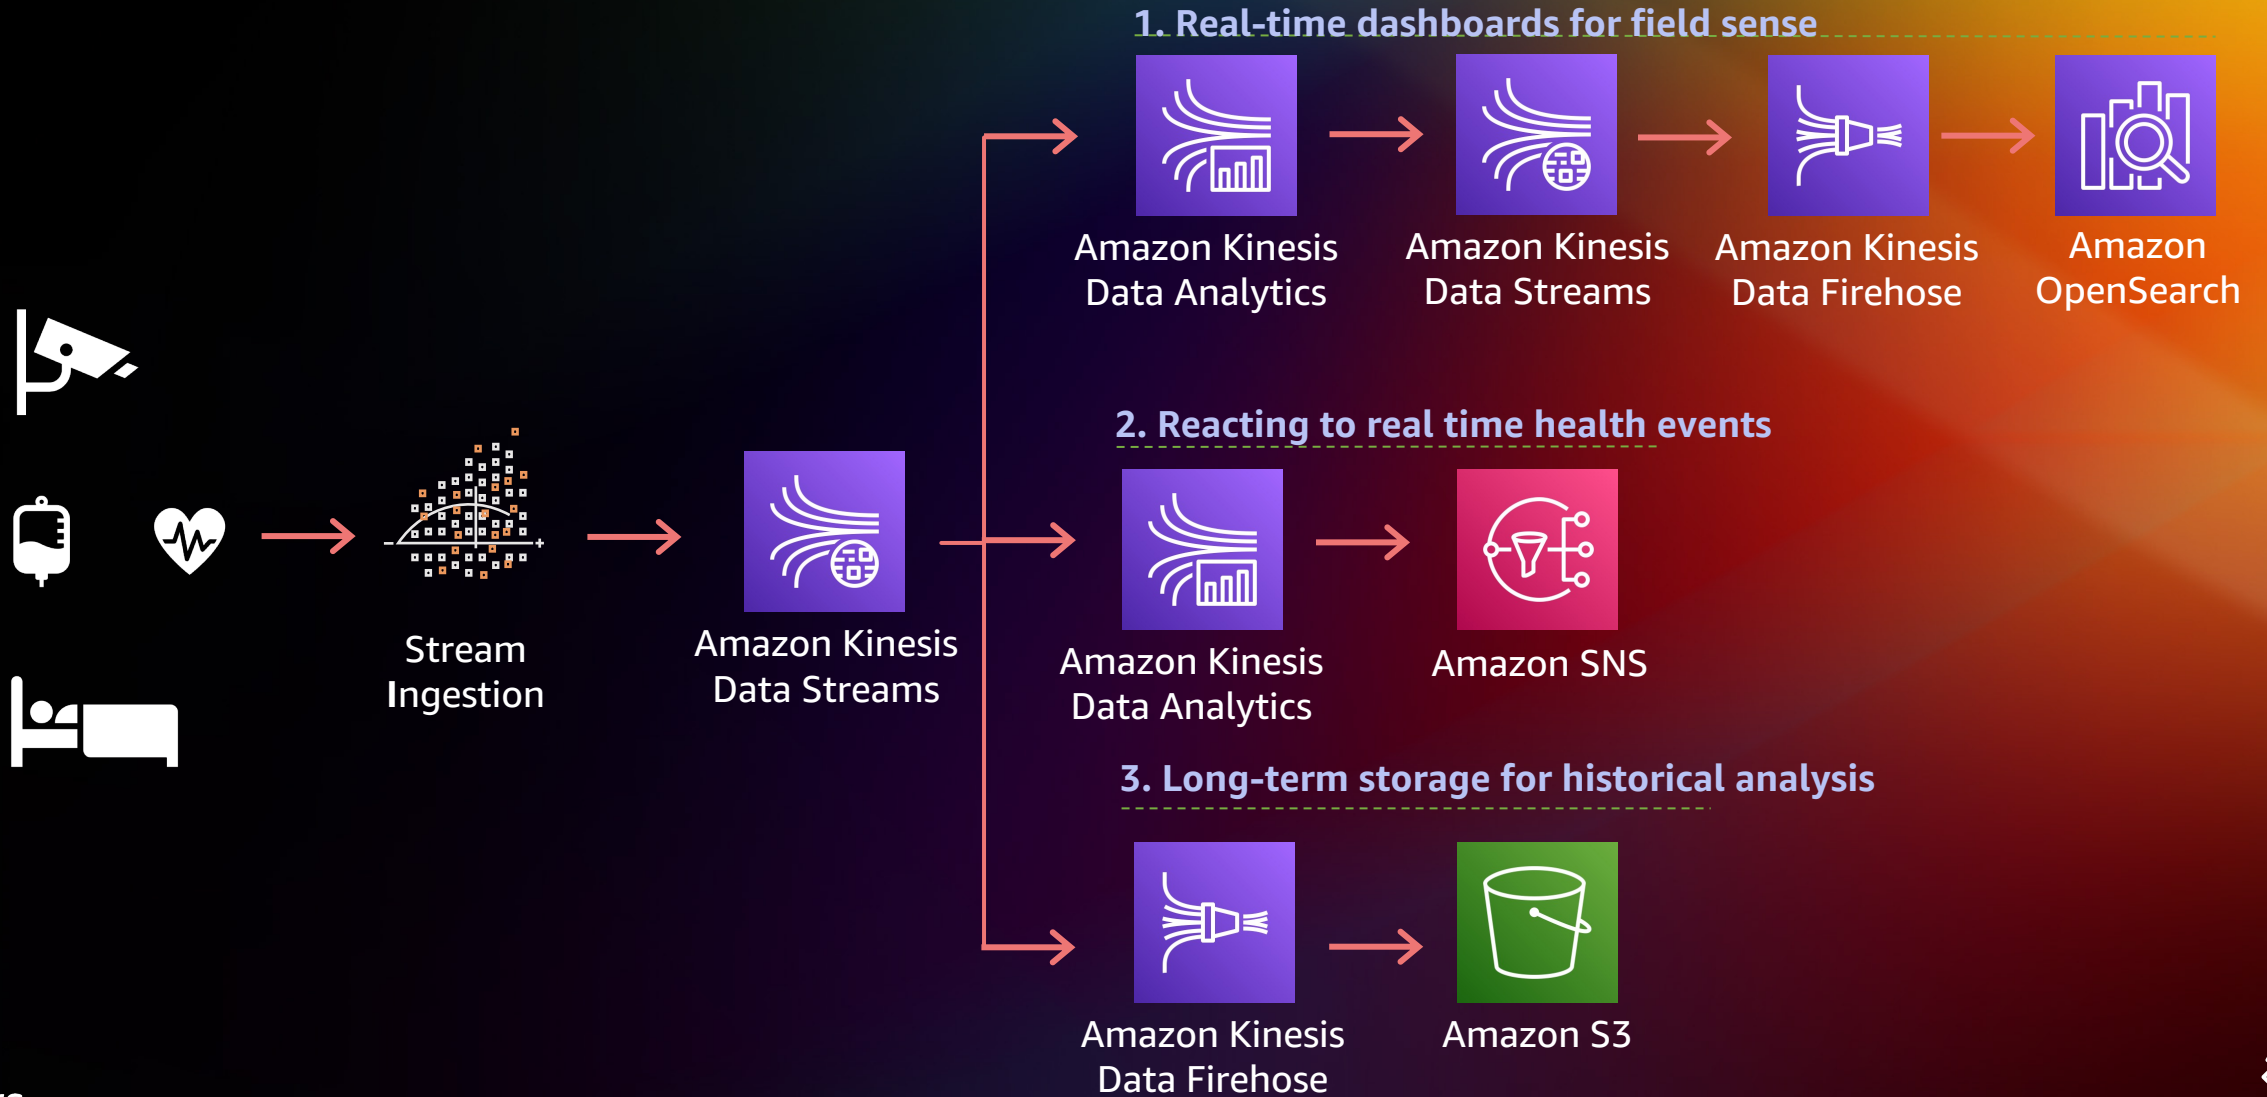 1. Real-time dashboards for field sense
Amazon Kinesis
Data Analytics
Amazon Kinesis
Data Streams
Amazon Kinesis
Data Firehose
Amazon
OpenSearch
Stream
Ingestion
Amazon Kinesis
Data Streams
2. Reacting to real time health events
Amazon Kinesis
Data Analytics
Amazon SNS
3. Long-term storage for historical analysis
Amazon Kinesis
Data Firehose
Amazon S3